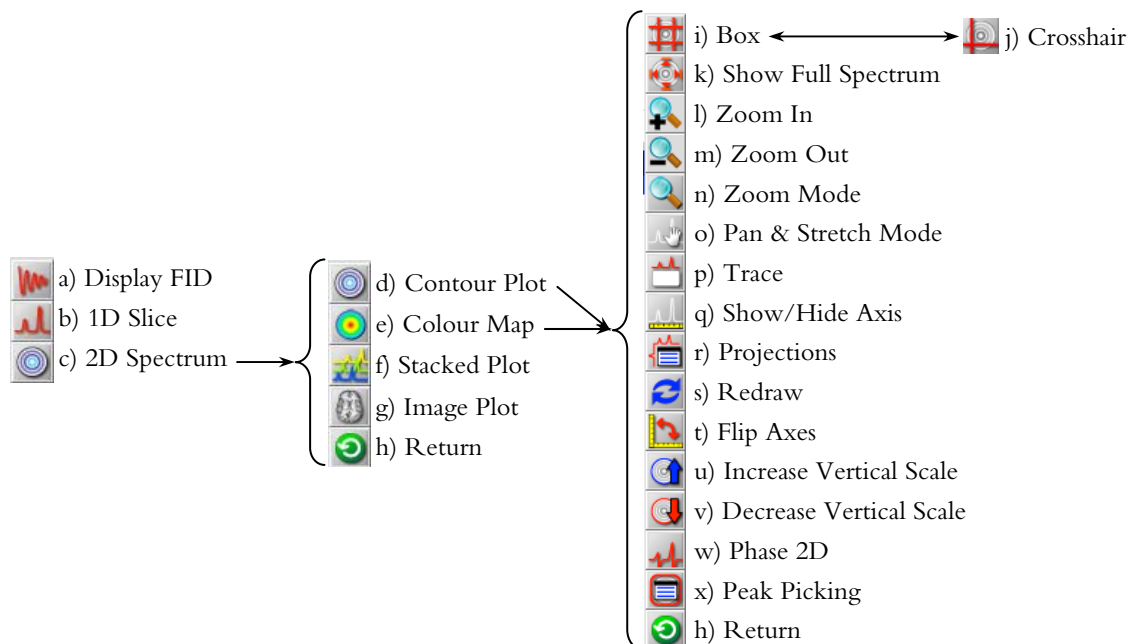 a) Display FID
b) 1D Slice
c) 2D Spectrum
d) Contour Plot
e) Colour Map
f) Stacked Plot
g) Image Plot
h) Return
i) Box
j) Crosshair
k) Show Full Spectrum
l) Zoom In
m) Zoom Out
n) Zoom Mode
o) Pan & Stretch Mode
p) Trace
q) Show/Hide Axis
r) Projections
s) Redraw
t) Flip Axes
u) Increase Vertical Scale
v) Decrease Vertical Scale
w) Phase 2D
x) Peak Picking
h) Return